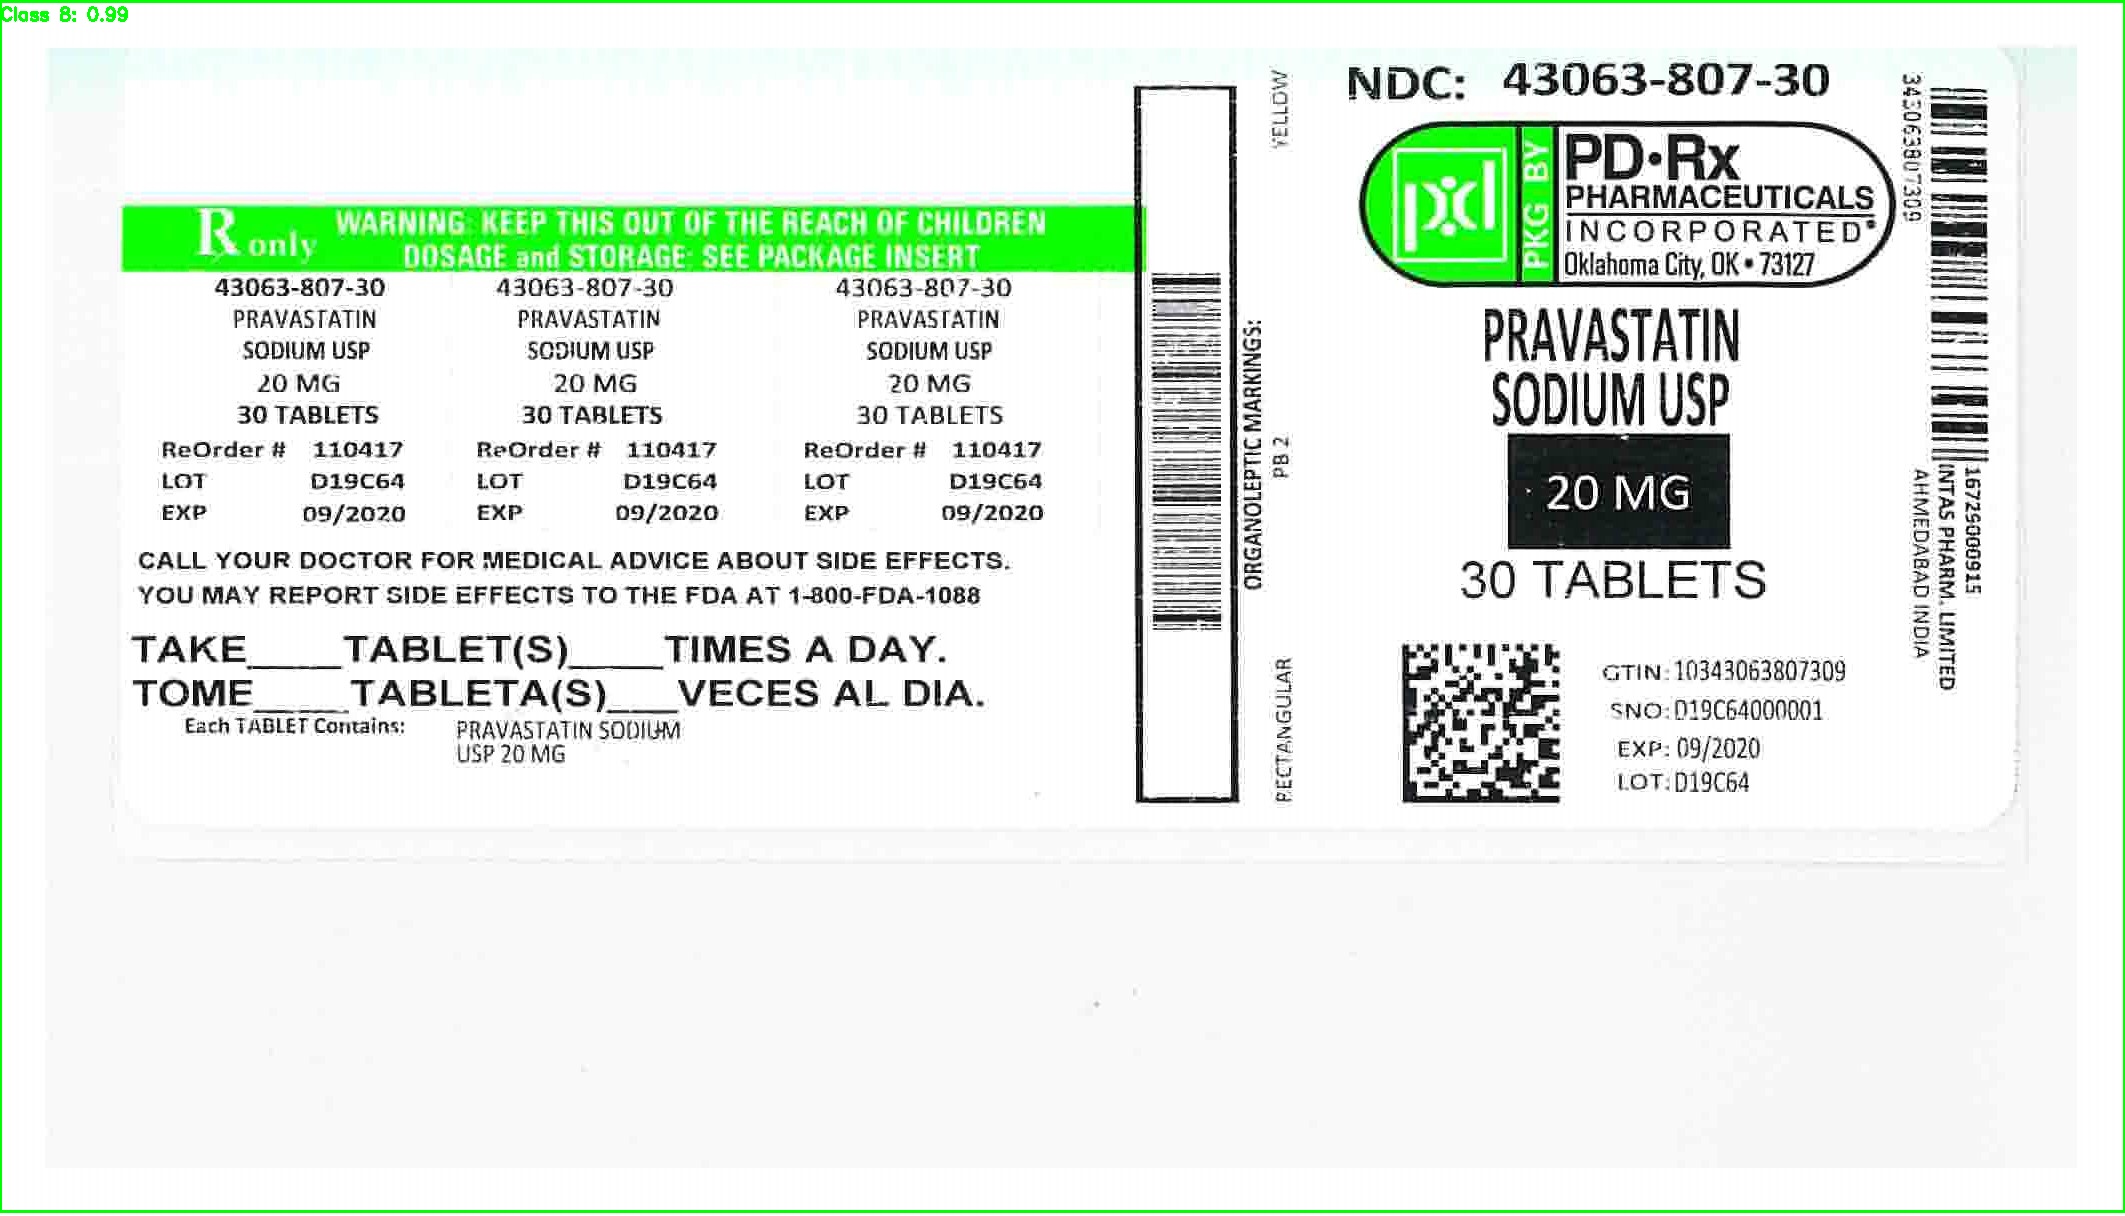 Class 8: 0.99
Rx only
WARNING: KEEP THIS OUT OF THE REACH OF CHILDREN
DOSAGE and STORAGE: SEE PACKAGE INSERT
43063-807-30 43063-807-30 43063-807-30
PRAVASTATIN PRAVASTATIN PRAVASTATIN
SODIUM USP SODIUM USP SODIUM USP
20 MG 20 MG 20 MG
30 TABLETS 30 TABLETS 30 TABLETS
ReOrder # 110417 ReOrder # 110417 ReOrder # 110417
LOT D19C64 LOT D19C64 LOT D19C64
EXP 09/2020 EXP 09/2020 EXP 09/2020
CALL YOUR DOCTOR FOR MEDICAL ADVICE ABOUT SIDE EFFECTS.
YOU MAY REPORT SIDE EFFECTS TO THE FDA AT 1-800-FDA-1088
TAKE____TABLET(S)____TIMES A DAY.
TOME____TABLETA(S)___VECES AL DIA.
Each TABLET Contains: PRAVASTATIN SODIUM
USP 20 MG
ORGANOLEPTIC MARKINGS:
RECTANGULAR PB 2 YELLOW
NDC: 43063-807-30
pd
PKG BY
PD•Rx
PHARMACEUTICALS
INCORPORATED®
Oklahoma City, OK • 73127
PRAVASTATIN
SODIUM USP
20 MG
30 TABLETS
GTIN: 10343063807309
SNO: D19C64000001
EXP: 09/2020
LOT: D19C64
343063807309
167290000915
INTAS PHARM. LIMITED
AHMEDABAD INDIA